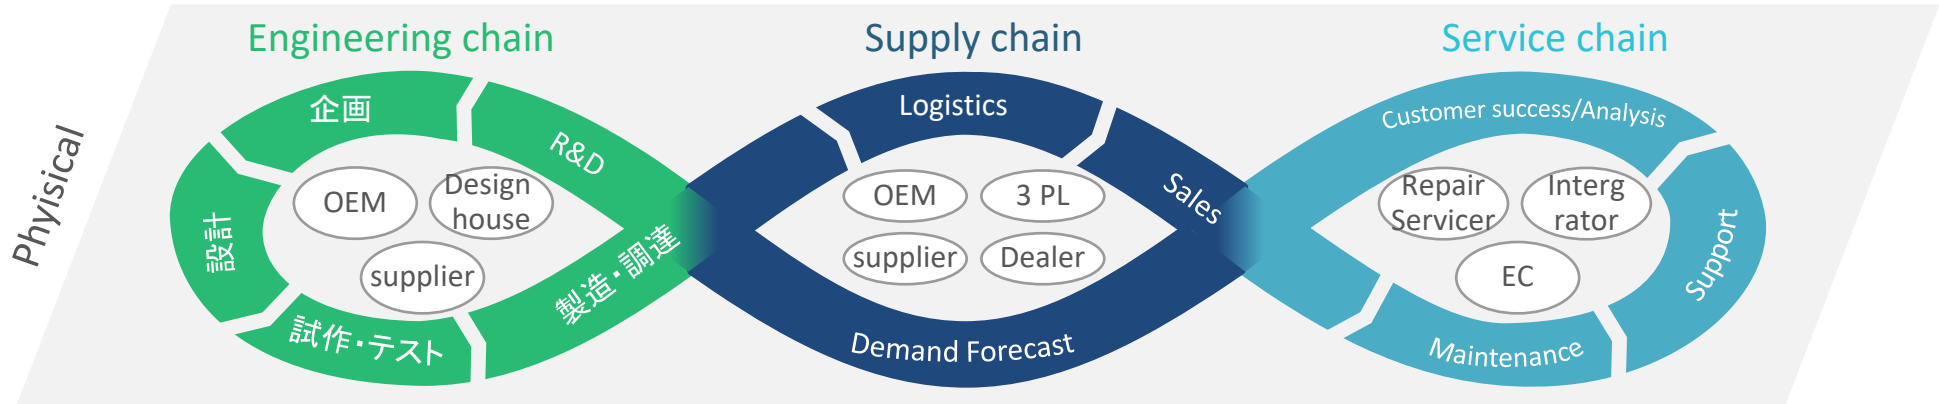 Phyisical
Engineering chain
企画
R&D
設計
試作・テスト
製造・調達
OEM
Design
house
supplier
Supply chain
Logistics
Sales
Demand Forecast
OEM
3 PL
supplier
Dealer
Service chain
Customer success/Analysis
Support
Maintenance
Repair
Servicer
Interg
rator
EC